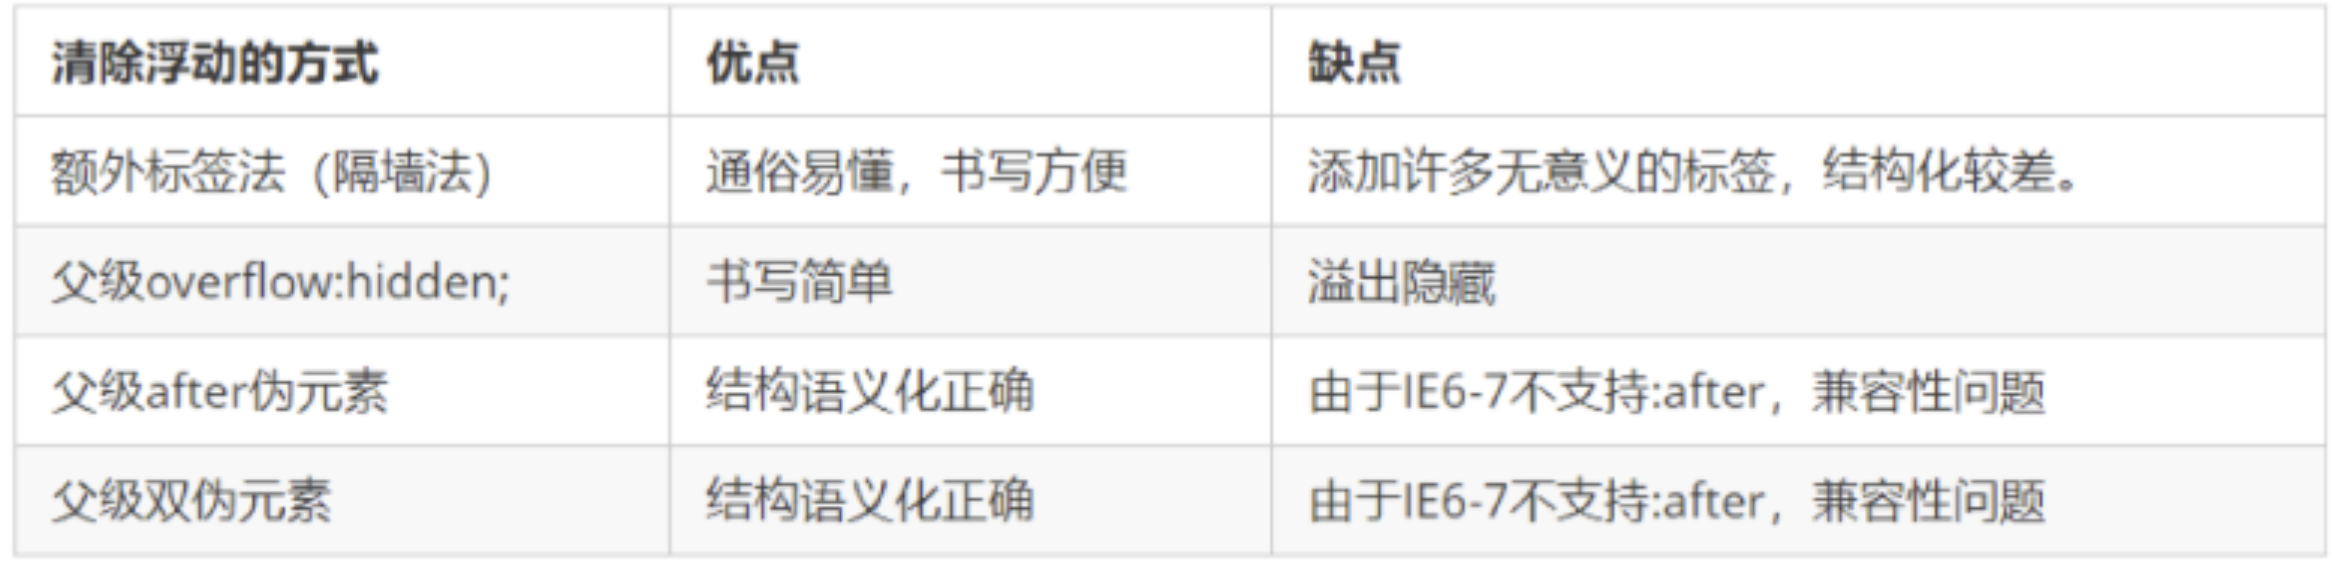 清除浮动的方式 优点 缺点
额外标签法（隔墙法） 通俗易懂，书写方便 添加许多无意义的标签，结构化较差。
父级overflow:hidden; 书写简单 溢出隐藏
父级after伪元素 结构语义化正确 由于IE6-7不支持:after，兼容性问题
父级双伪元素 结构语义化正确 由于IE6-7不支持:after，兼容性问题